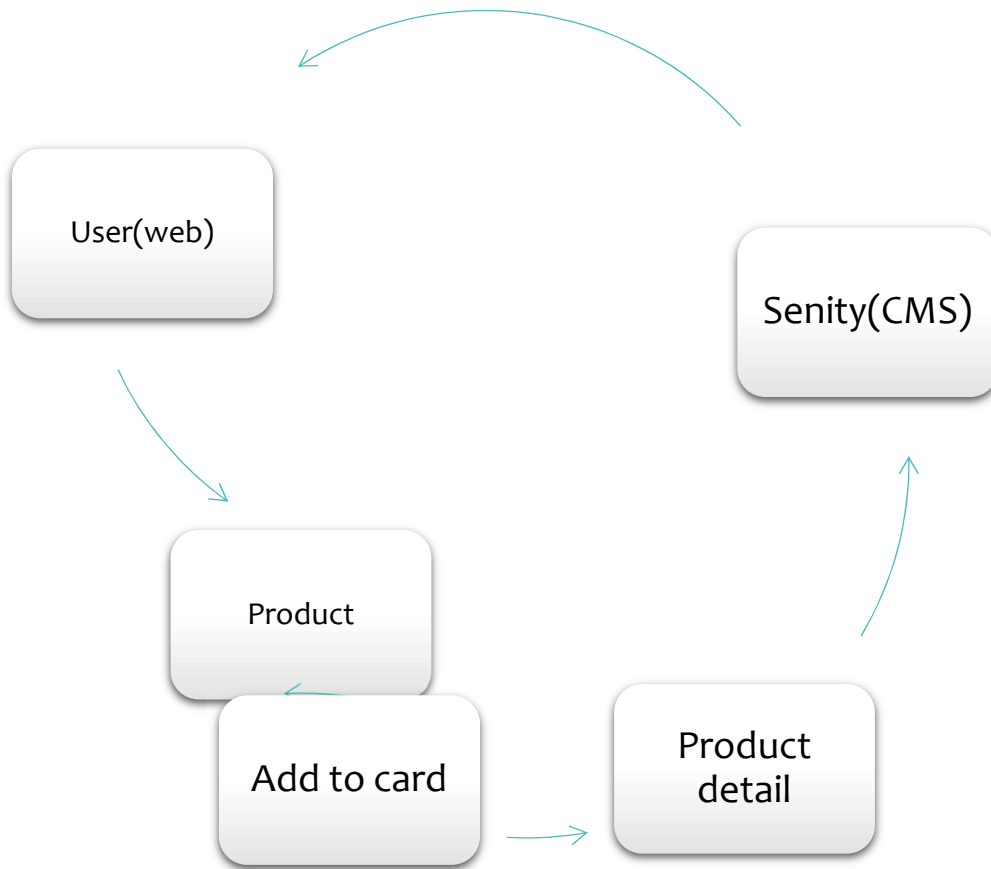 User(web)
Senity(CMS)
Product
Add to card
Product
detail